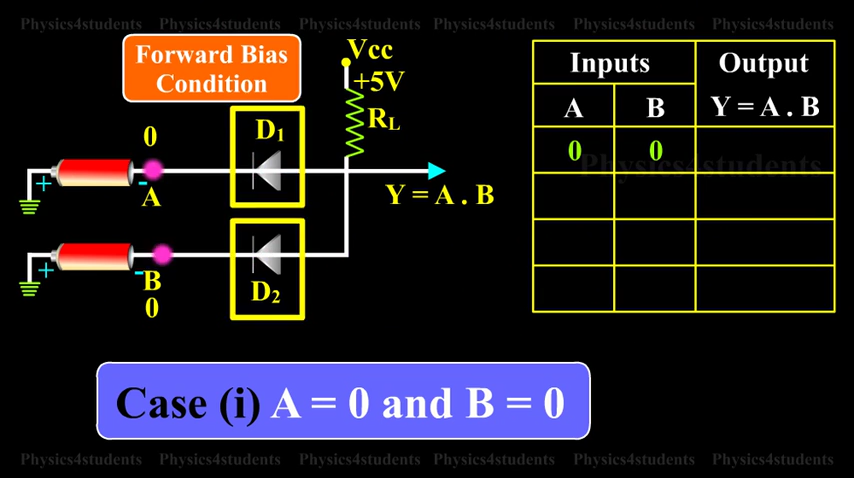 Physics4students Physics4students Physics4students Physics4students Physics4students Physics4students
Forward Bias
Condition
Vcc
+5V
RL
0
D1
+
-
A
Y = A . B
+
-
B
0
D2
Inputs
Output
A
B
Y = A . B
0
0
Physics4students
Case (i) A = 0 and B = 0
Physics4students Physics4students Physics4students Physics4students Physics4students Physics4students